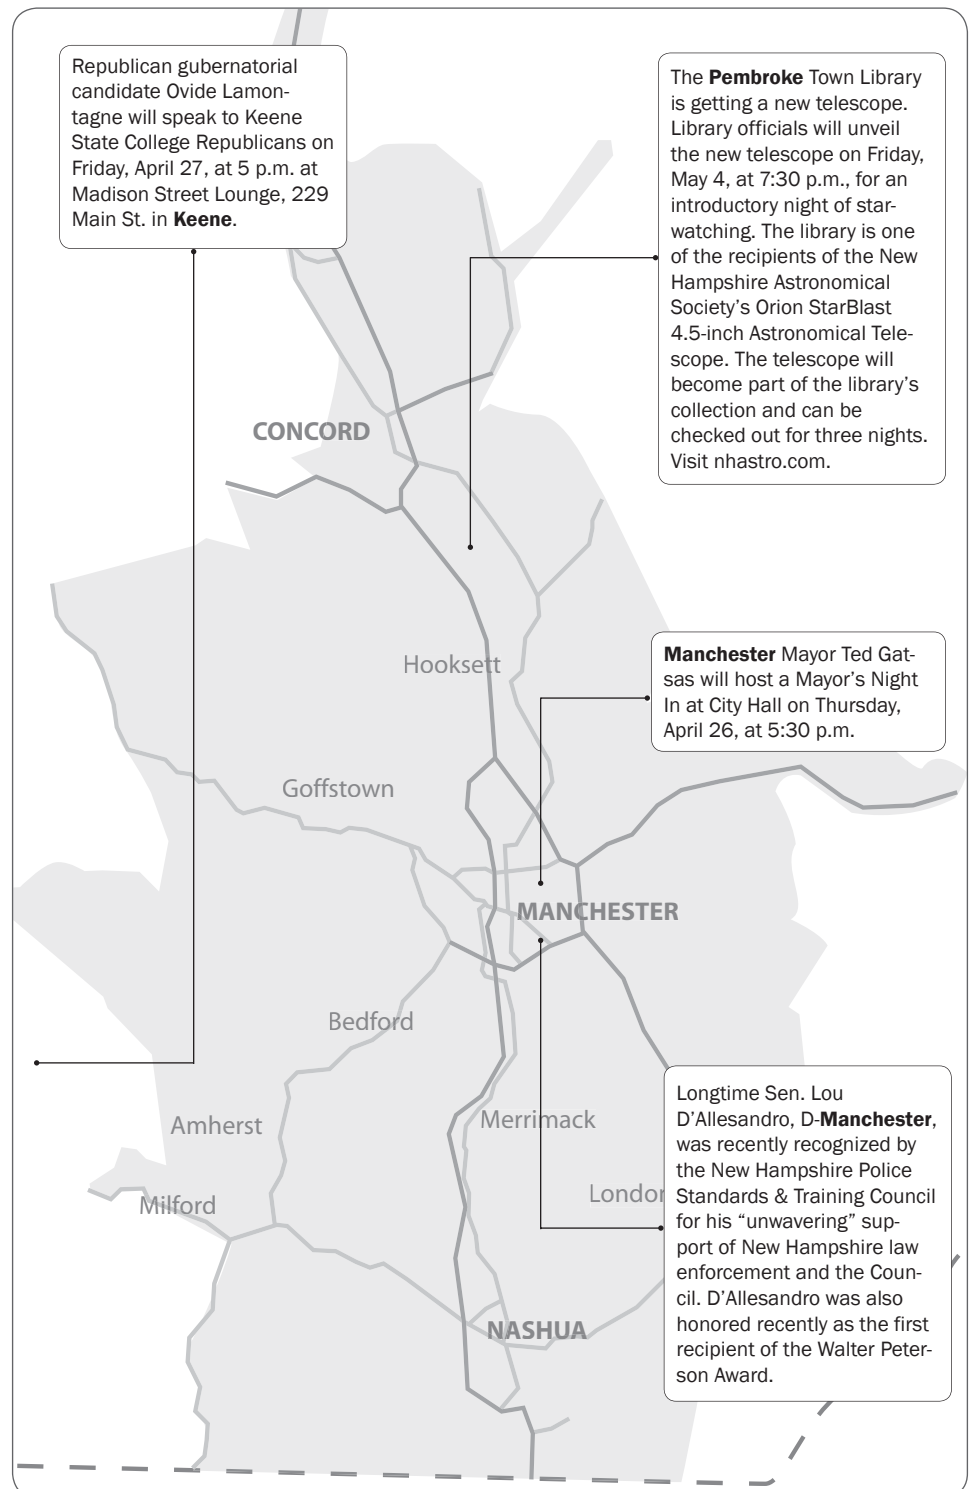 Republican gubernatorial
candidate Ovide Lamon-
tagne will speak to Keene
State College Republicans on
Friday, April 27, at 5 p.m. at
Madison Street Lounge, 229
Main St. in Keene.
The Pembroke Town Library
is getting a new telescope.
Library officials will unveil
the new telescope on Friday,
May 4, at 7:30 p.m., for an
introductory night of star-
watching. The library is one
of the recipients of the New
Hampshire Astronomical
Society's Orion StarBlast
4.5-inch Astronomical Tele-
scope. The telescope will
become part of the library's
collection and can be
checked out for three nights.
Visit nhastro.com.
CONCORD
Hooksett
Manchester Mayor Ted Gat-
sas will host a Mayor's Night
In at City Hall on Thursday,
April 26, at 5:30 p.m.
Goffstown
MANCHESTER
Bedford
Amherst
Merrimack
Milford
London
NASHUA
Longtime Sen. Lou
D'Allesandro, D-Manchester,
was recently recognized by
the New Hampshire Police
Standards & Training Council
for his “unwavering” sup-
port of New Hampshire law
enforcement and the Coun-
cil. D'Allesandro was also
honored recently as the first
recipient of the Walter Peter-
son Award.